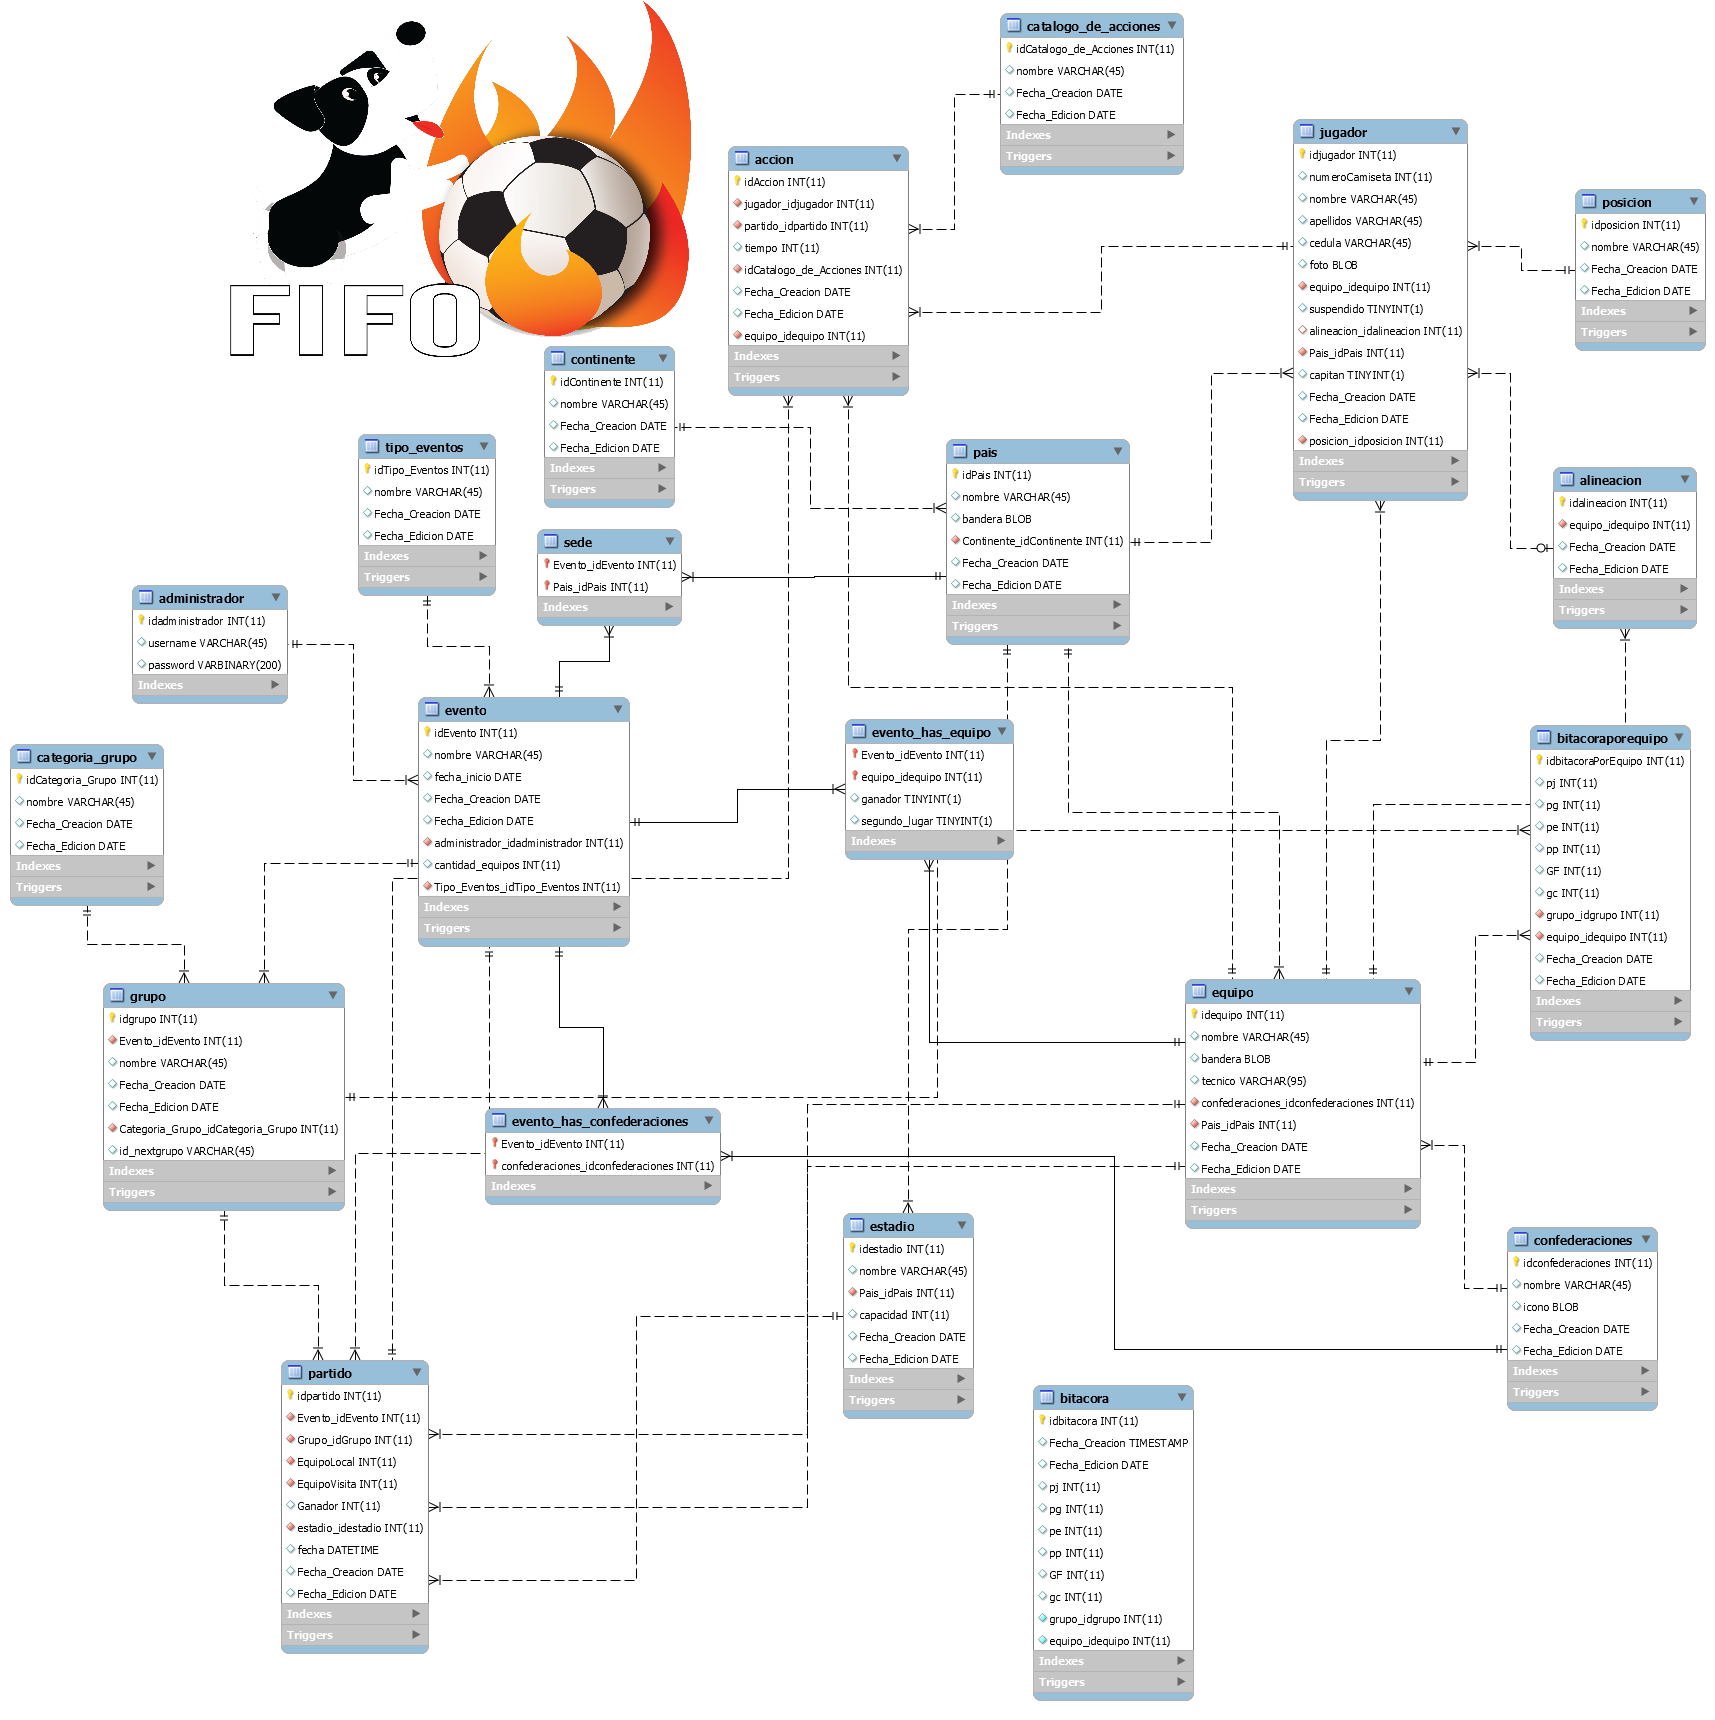 FIFO
catalogo_de_acciones
idCatalogo_de_Acciones INT(11)
nombre VARCHAR(45)
Fecha_Creacion DATE
Fecha_Edicion DATE
Indexes
Triggers
jugador
idjugador INT(11)
numeroCamiseta INT(11)
nombre VARCHAR(45)
apellidos VARCHAR(45)
cedula VARCHAR(45)
foto BLOB
equipo_idequipo INT(11)
suspendido TINYINT(1)
alineacion_idalineacion INT(11)
Pais_idPais INT(11)
capitan TINYINT(1)
Fecha_Creacion DATE
Fecha_Edicion DATE
posicion_idposicion INT(11)
Indexes
Triggers
accion
idAccion INT(11)
jugador_idjugador INT(11)
partido_idpartido INT(11)
tiempo INT(11)
idCatalogo_de_Acciones INT(11)
Fecha_Creacion DATE
Fecha_Edicion DATE
equipo_idequipo INT(11)
Indexes
Triggers
posicion
idposicion INT(11)
nombre VARCHAR(45)
Fecha_Creacion DATE
Fecha_Edicion DATE
Indexes
Triggers
continente
idContinente INT(11)
nombre VARCHAR(45)
Fecha_Creacion DATE
Fecha_Edicion DATE
Indexes
Triggers
tipo_eventos
idTipo_Eventos INT(11)
nombre VARCHAR(45)
Fecha_Creacion DATE
Fecha_Edicion DATE
Indexes
Triggers
pais
idPais INT(11)
nombre VARCHAR(45)
bandera BLOB
Continente_idContinente INT(11)
Fecha_Creacion DATE
Fecha_Edicion DATE
Indexes
Triggers
alineacion
idalineacion INT(11)
equipo_idequipo INT(11)
Fecha_Creacion DATE
Fecha_Edicion DATE
Indexes
Triggers
sede
Evento_idEvento INT(11)
Pais_idPais INT(11)
Indexes
administrador
idadministrador INT(11)
username VARCHAR(45)
password VARBINARY(200)
Indexes
evento
idEvento INT(11)
nombre VARCHAR(45)
fecha_inicio DATE
Fecha_Creacion DATE
Fecha_Edicion DATE
administrador_idadministrador INT(11)
cantidad_equipos INT(11)
Tipo_Eventos_idTipo_Eventos INT(11)
Indexes
Triggers
evento_has_equipo
Evento_idEvento INT(11)
equipo_idequipo INT(11)
ganador TINYINT(1)
segundo_lugar TINYINT(1)
Indexes
bitacoraporequipo
idbitacoraPorEquipo INT(11)
pj INT(11)
pg INT(11)
pe INT(11)
pp INT(11)
GF INT(11)
gc INT(11)
grupo_idgrupo INT(11)
equipo_idequipo INT(11)
Fecha_Creacion DATE
Fecha_Edicion DATE
Indexes
Triggers
categoria_grupo
idCategoria_Grupo INT(11)
nombre VARCHAR(45)
Fecha_Creacion DATE
Fecha_Edicion DATE
Indexes
Triggers
grupo
idgrupo INT(11)
Evento_idEvento INT(11)
nombre VARCHAR(45)
Fecha_Creacion DATE
Fecha_Edicion DATE
Categoria_Grupo_idCategoria_Grupo INT(11)
id_nextgrupo VARCHAR(45)
Indexes
Triggers
equipo
idequipo INT(11)
nombre VARCHAR(45)
bandera BLOB
tecnico VARCHAR(95)
confederaciones_idconfederaciones INT(11)
Pais_idPais INT(11)
Fecha_Creacion DATE
Fecha_Edicion DATE
Indexes
Triggers
evento_has_confederaciones
Evento_idEvento INT(11)
confederaciones_idconfederaciones INT(11)
Indexes
estadio
idestadio INT(11)
nombre VARCHAR(45)
Pais_idPais INT(11)
capacidad INT(11)
Fecha_Creacion DATE
Fecha_Edicion DATE
Indexes
Triggers
confederaciones
idconfederaciones INT(11)
nombre VARCHAR(45)
icono BLOB
Fecha_Creacion DATE
Fecha_Edicion DATE
Indexes
Triggers
partido
idpartido INT(11)
Evento_idEvento INT(11)
Grupo_idGrupo INT(11)
EquipoLocal INT(11)
EquipoVisita INT(11)
Ganador INT(11)
estadio_idestadio INT(11)
fecha DATETIME
Fecha_Creacion DATE
Fecha_Edicion DATE
Indexes
Triggers
bitacora
idbitacora INT(11)
Fecha_Creacion TIMESTAMP
Fecha_Edicion DATE
pj INT(11)
pg INT(11)
pe INT(11)
pp INT(11)
GF INT(11)
gc INT(11)
grupo_idgrupo INT(11)
equipo_idequipo INT(11)
Indexes
Triggers